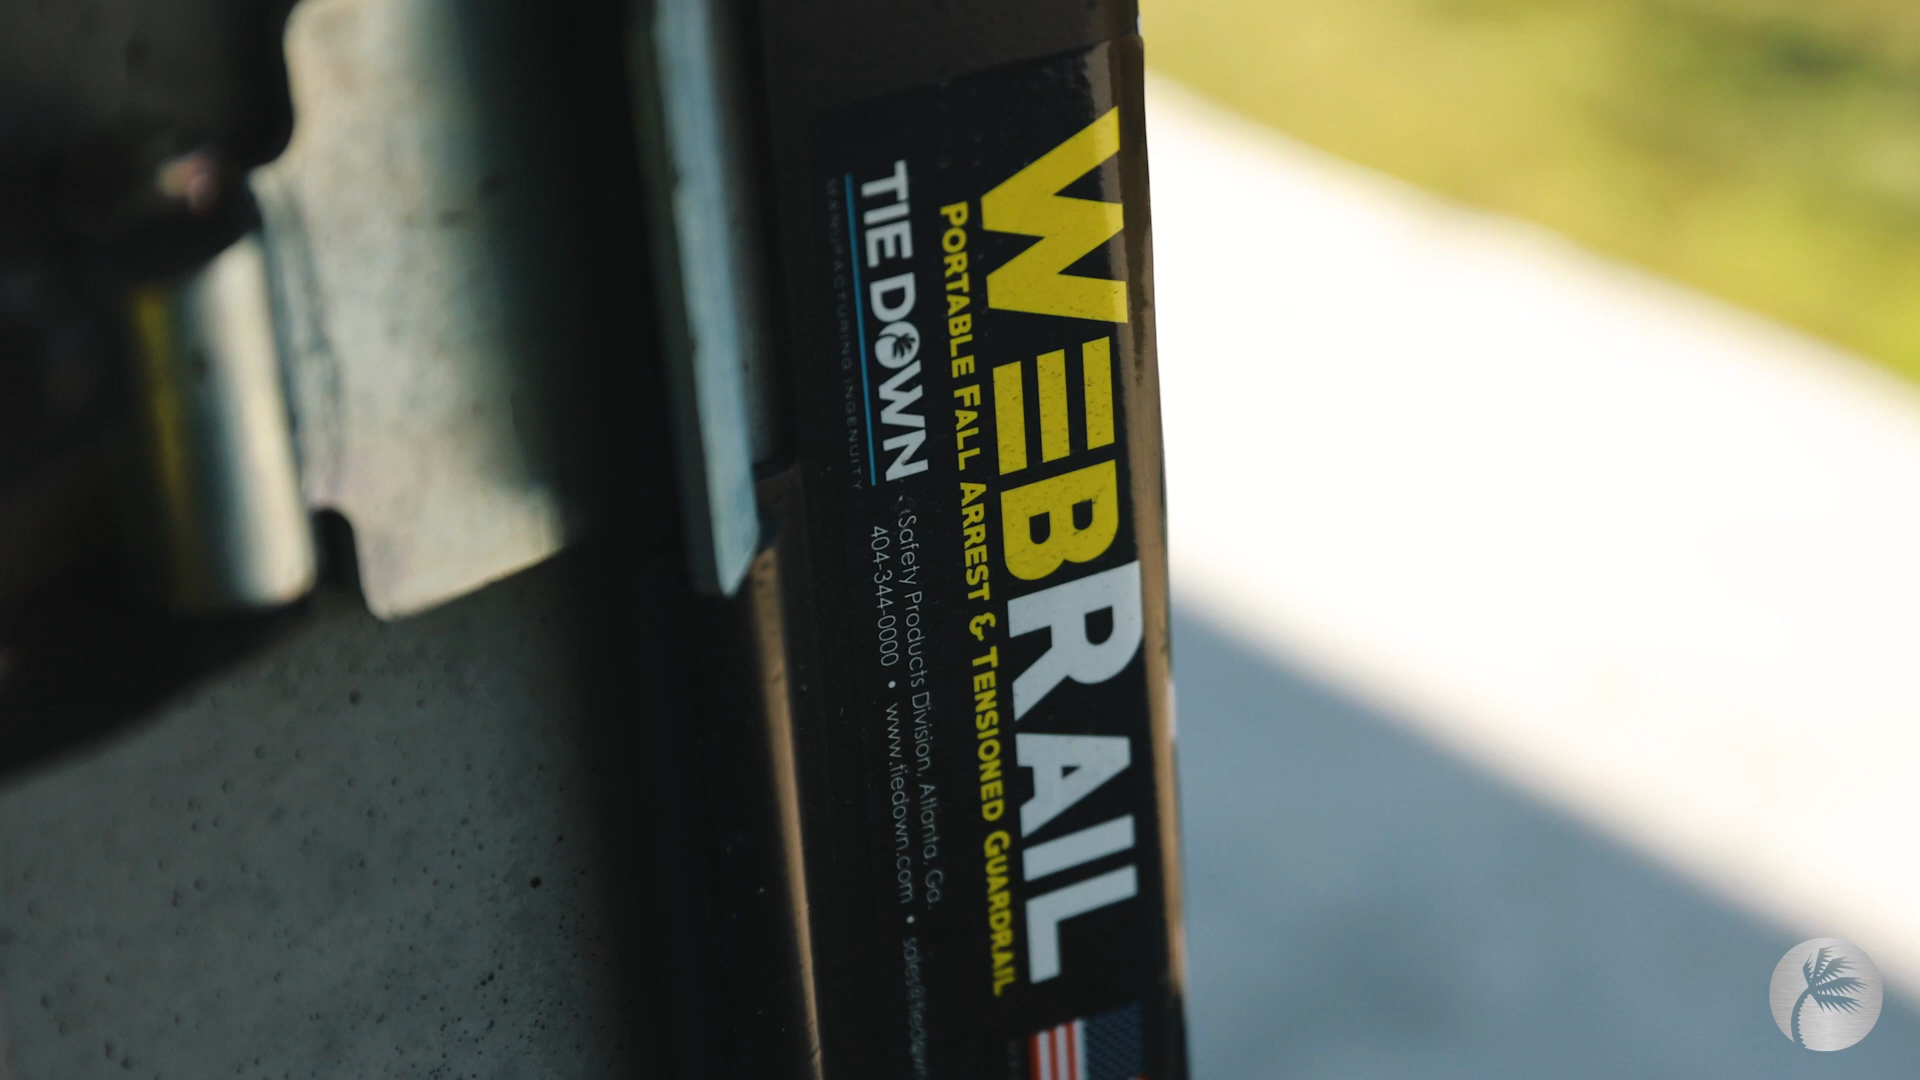 WEBRAIL
PORTABLE FALL ARREST & TENSIONED GUARDRAIL
TIE DOWN
MANUFACTURING INGENUITY
Safety Products Division, Atlanta, Ga.
404-344-0000 • www.tiedown.com •